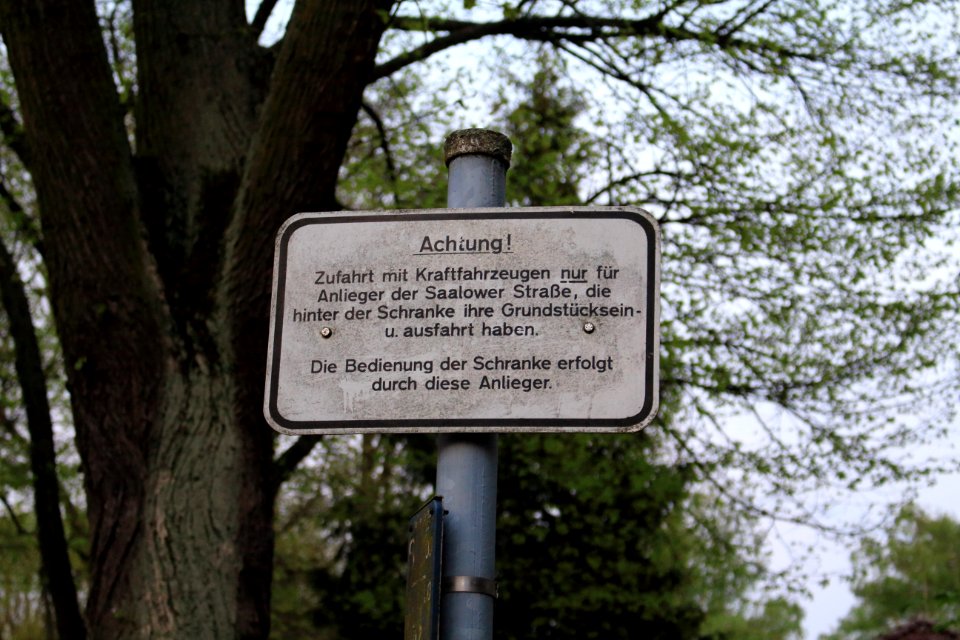 Achtung!
Zufahrt mit Kraftfahrzeugen nur für
Anlieger der Saalower Straße, die
hinter der Schranke ihre Grundstücksein-
u. ausfahrt haben.
Die Bedienung der Schranke erfolgt
durch diese Anlieger.